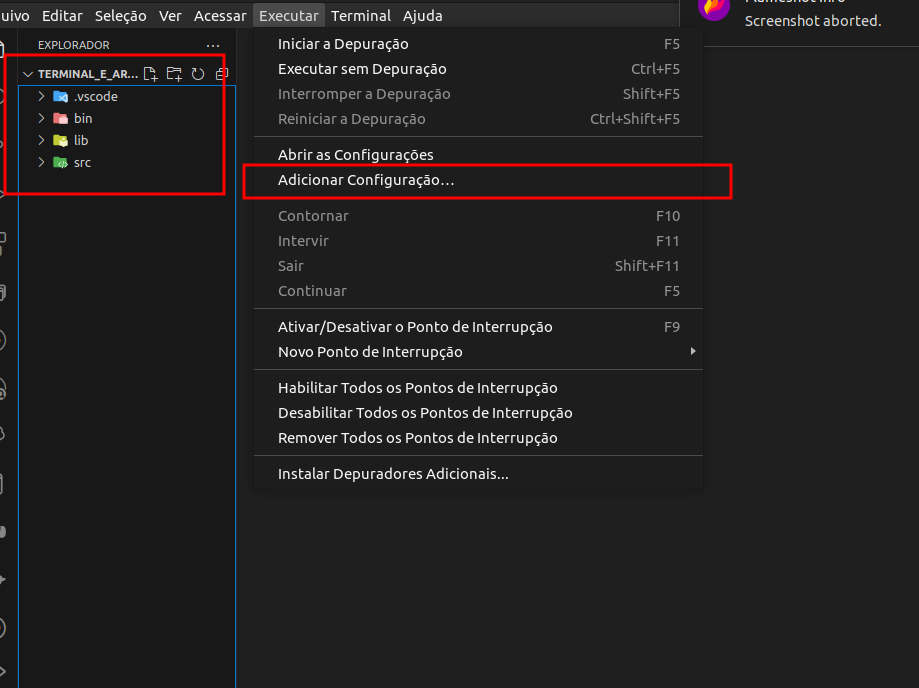 uivo Editar Seleção Ver Acessar Executar Terminal Ajuda
Screenshot aborted.
EXPLORADOR
TERMINAL_E_AR...
.vscode
bin
lib
src
Iniciar a Depuração F5
Executar sem Depuração Ctrl+F5
Interromper a Depuração Shift+F5
Reiniciar a Depuração Ctrl+Shift+F5
Abrir as Configurações
Adicionar Configuração...
Contornar F10
Intervir F11
Sair Shift+F11
Continuar F5
Ativar/Desativar o Ponto de Interrupção F9
Novo Ponto de Interrupção
Habilitar Todos os Pontos de Interrupção
Desabilitar Todos os Pontos de Interrupção
Remover Todos os Pontos de Interrupção
Instalar Depuradores Adicionais...